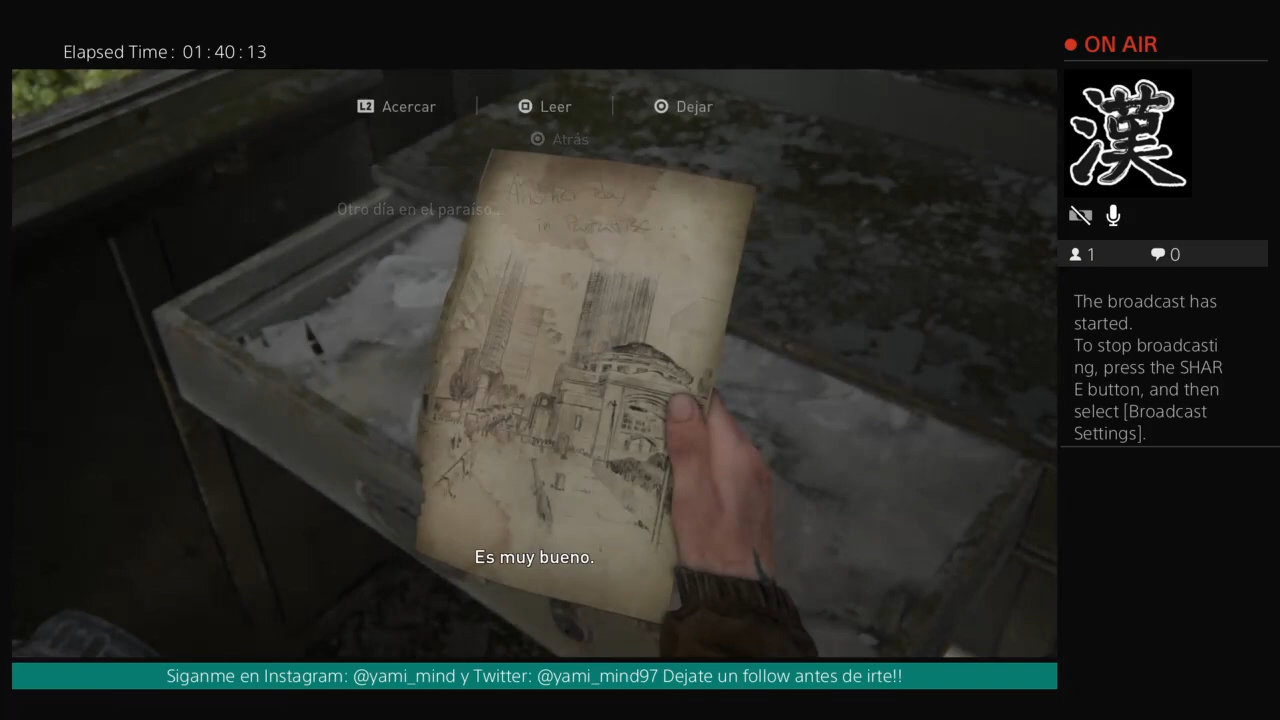 Elapsed Time: 01:40:13
ON AIR
漢
L2 Acercar
Leer
Dejar
Atrás
Another day
in Paradise...
Otro día en el paraíso...
Es muy bueno.
1
0
The broadcast has
started.
To stop broadcasti
ng, press the SHAR
E button, and then
select [Broadcast
Settings].
Siganme en Instagram: @yami_mind y Twitter: @yami_mind97 Dejate un follow antes de irte!!